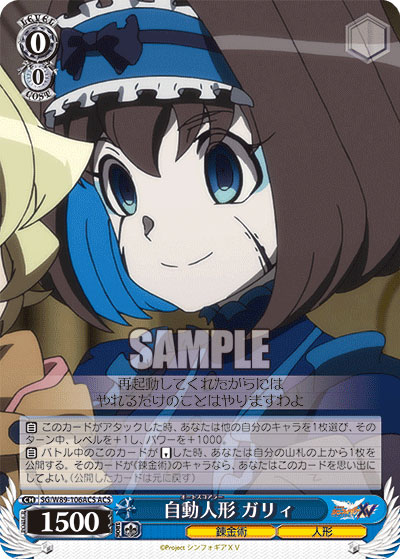 LEVEL
0
0
COST
SAMPLE
再起動してくれたからには
やれるだけのことはやりますわよ
自 このカードがアタックした時、あなたは他の自分のキャラを1枚選び、そのターン中、レベルを+1し、パワーを+1000。
自 バトル中のこのカードが した時、あなたは自分の山札の上から1枚を公開する。そのカードが《錬金術》のキャラなら、あなたはこのカードを思い出にしてよい。(公開したカードは元に戻す)
CH SG/W89-106ACS ACS
オートスコアラー
自動人形 ガリィ
1500
錬金術
人形
XV
©Project シンフォギアXV